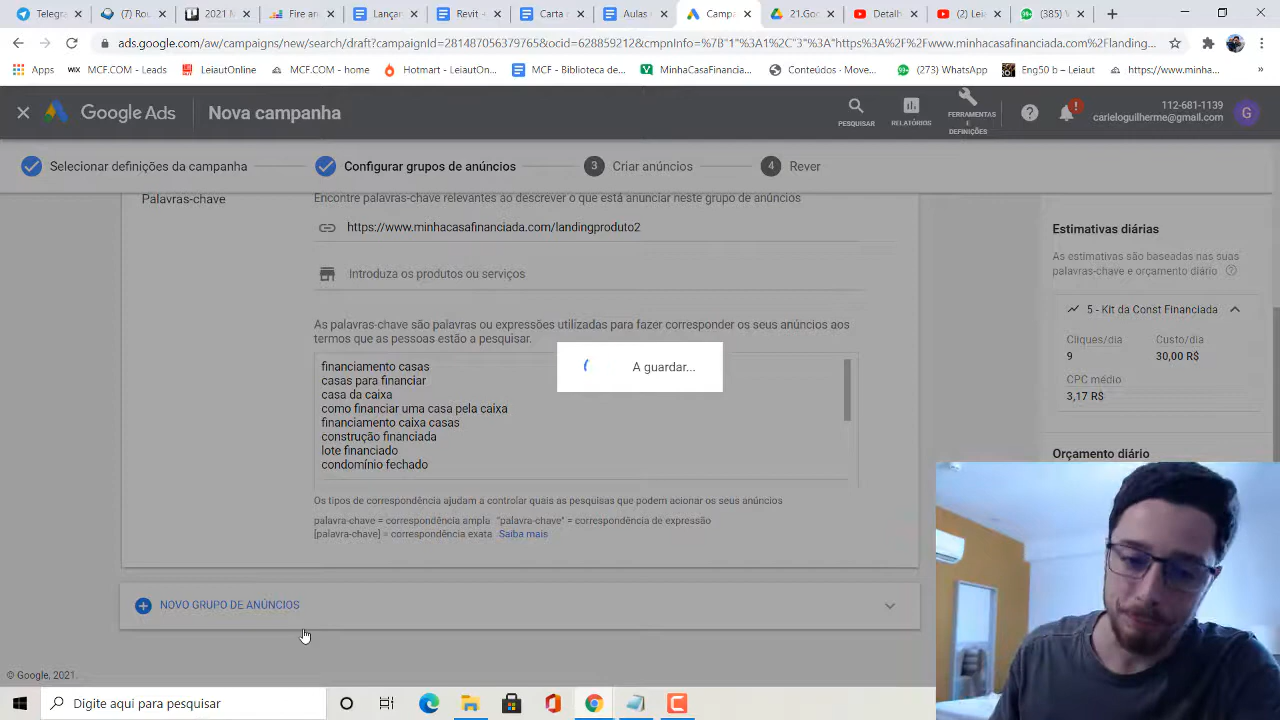 Telegra
(7) Rou
2021 M
Nova c
Fire an
Lançar
Revit -
Carta d
Aulas
Campa
21.Goo
Detalh
(2) Lei
(385) V
ads.google.com/aw/campaigns/new/search/draft?campaignId=281487056370765&ocid=628859212&cmpnInfo=%7B"1"%3A1%2C"3"%3A"https%3A%2F%2Fwww.minhacasafinanciada.com%2Flanding...
Apps
WIX
MCF.COM - Leads
LeiautOnline
MCF.COM - home
Hotmart - LeiautOn...
MCF - Biblioteca de...
MinhaCasaFinancia...
Conteúdos - Move...
(273) WhatsApp
Eng50 b – Leiaut
https://www.minha...
Google Ads
Nova campanha
PESQUISAR
RELATÓRIOS
FERRAMENTAS
E
DEFINIÇÕES
112-681-1139
carieloguilherme@gmail.com
G
Selecionar definições da campanha
Configurar grupos de anúncios
3 Criar anúncios
4 Rever
Palavras-chave
Encontre palavras-chave relevantes ao descrever o que está anunciar neste grupo de anúncios
https://www.minhacasafinanciada.com/landingproduto2
Introduza os produtos ou serviços
As palavras-chave são palavras ou expressões utilizadas para fazer corresponder os seus anúncios aos
termos que as pessoas estão a pesquisar.
financiamento casas
casas para financiar
casa da caixa
como financiar uma casa pela caixa
financiamento caixa casas
construção financiada
lote financiado
condomínio fechado
A guardar...
Os tipos de correspondência ajudam a controlar quais as pesquisas que podem acionar os seus anúncios
palavra-chave = correspondência ampla "palavra-chave" = correspondência de expressão
[palavra-chave] = correspondência exata Saiba mais
NOVO GRUPO DE ANÚNCIOS
Estimativas diárias
As estimativas são baseadas nas suas
palavras-chave e orçamento diário
5 - Kit da Const Financiada
Cliques/dia
9
Custo/dia
30,00 R$
CPC médio
3,17 R$
Orçamento diário
© Google, 2021.
Digite aqui para pesquisar